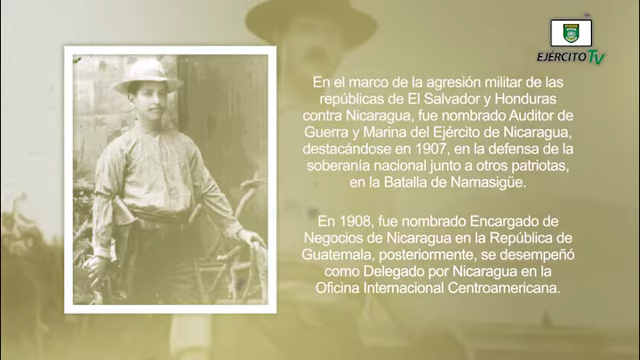 EJÉRCITO TV
En el marco de la agresión militar de las
repúblicas de El Salvador y Honduras
contra Nicaragua, fue nombrado Auditor de
Guerra y Marina del Ejército de Nicaragua,
destacándose en 1907, en la defensa de la
soberanía nacional junto a otros patriotas,
en la Batalla de Namasigüe.
En 1908, fue nombrado Encargado de
Negocios de Nicaragua en la República de
Guatemala, posteriormente, se desempeñó
como Delegado por Nicaragua en la
Oficina Internacional Centroamericana.